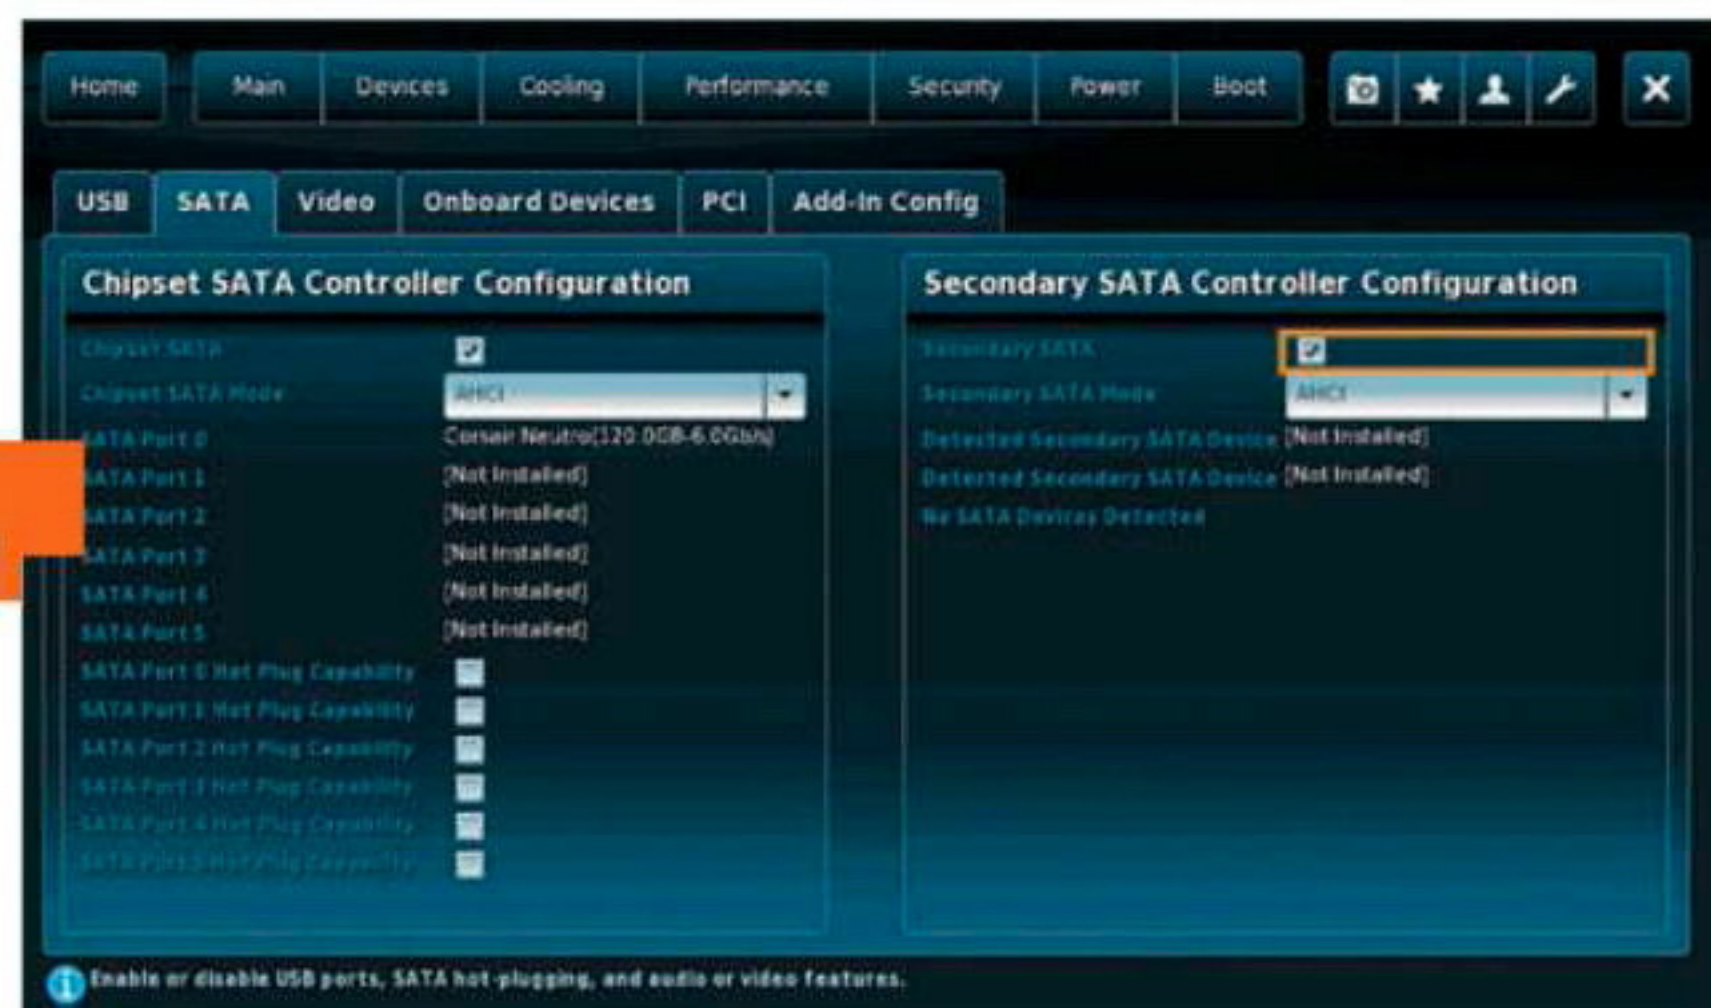 Home Main Devices Cooling Performance Security Power Boot
USB SATA Video Onboard Devices PCI Add-In Config
Chipset SATA Controller Configuration
Chipset SATA
Chipset SATA Mode AHCI
SATA Port 0 Corsair Neutro(120.0GB-6.0Gb/s)
SATA Port 1 [Not Installed]
SATA Port 2 [Not Installed]
SATA Port 3 [Not Installed]
SATA Port 4 [Not Installed]
SATA Port 5 [Not Installed]
SATA Port 0 Hot Plug Capability
SATA Port 1 Hot Plug Capability
SATA Port 2 Hot Plug Capability
SATA Port 3 Hot Plug Capability
SATA Port 4 Hot Plug Capability
SATA Port 5 Hot Plug Capability
Secondary SATA Controller Configuration
Secondary SATA
Secondary SATA Mode AHCI
Detected Secondary SATA Device [Not Installed]
Detected Secondary SATA Device [Not Installed]
No SATA Devices Detected
Enable or disable USB ports, SATA hot-plugging, and audio or video features.